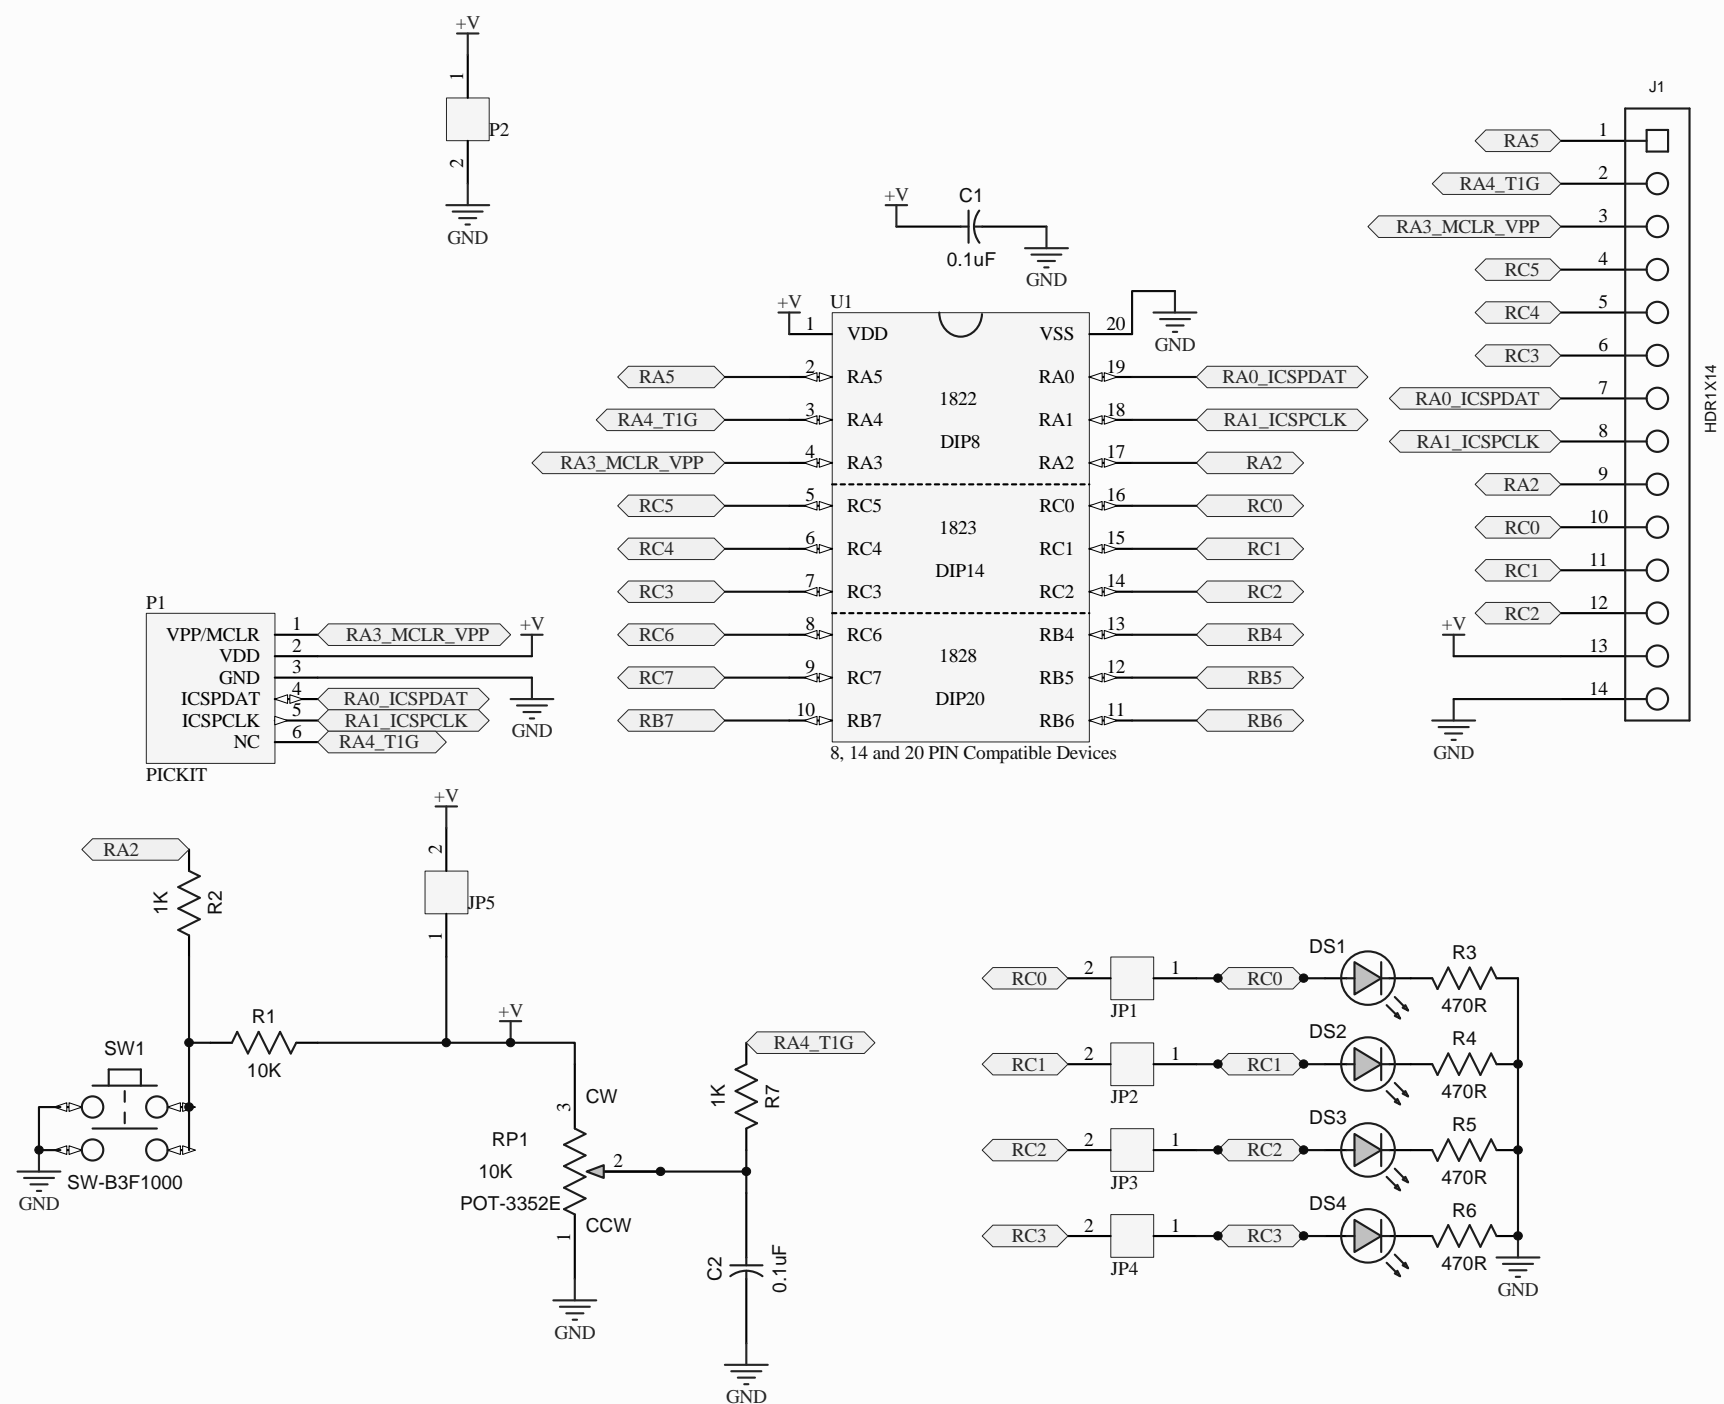 +V
1
P2
2
GND
+V
C1
0.1uF
GND
+V
U1
1
VDD
VSS
20
GND
RA5
2
RA5
RA0
19
RA0_ICSPDAT
1822
RA4_T1G
3
RA4
RA1
18
RA1_ICSPCLK
DIP8
RA3_MCLR_VPP
4
RA3
RA2
17
RA2
RC5
5
RC5
RC0
16
RC0
1823
RC4
6
RC4
RC1
15
RC1
DIP14
RC3
7
RC3
RC2
14
RC2
RC6
8
RC6
RB4
13
RB4
1828
RC7
9
RC7
RB5
12
RB5
DIP20
RB7
10
RB7
RB6
11
RB6
8, 14 and 20 PIN Compatible Devices
J1
RA5
1
RA4_T1G
2
RA3_MCLR_VPP
3
RC5
4
RC4
5
RC3
6
RA0_ICSPDAT
7
RA1_ICSPCLK
8
RA2
9
RC0
10
RC1
11
RC2
12
+V
13
14
GND
HDR1X14
P1
VPP/MCLR
1
RA3_MCLR_VPP
+V
VDD
2
GND
3
ICSPDAT
4
RA0_ICSPDAT
ICSPCLK
5
RA1_ICSPCLK
GND
NC
6
RA4_T1G
PICKIT
+V
2
JP5
1
RA2
1K
R2
R1
10K
+V
SW1
SW-B3F1000
GND
CW
3
RP1
10K
POT-3352E
2
CCW
1
GND
RA4_T1G
1K
R7
C2
0.1uF
GND
RC0
2
JP1
1
RC0
DS1
R3
470R
RC1
2
JP2
1
RC1
DS2
R4
470R
RC2
2
JP3
1
RC2
DS3
R5
470R
RC3
2
JP4
1
RC3
DS4
R6
470R
GND